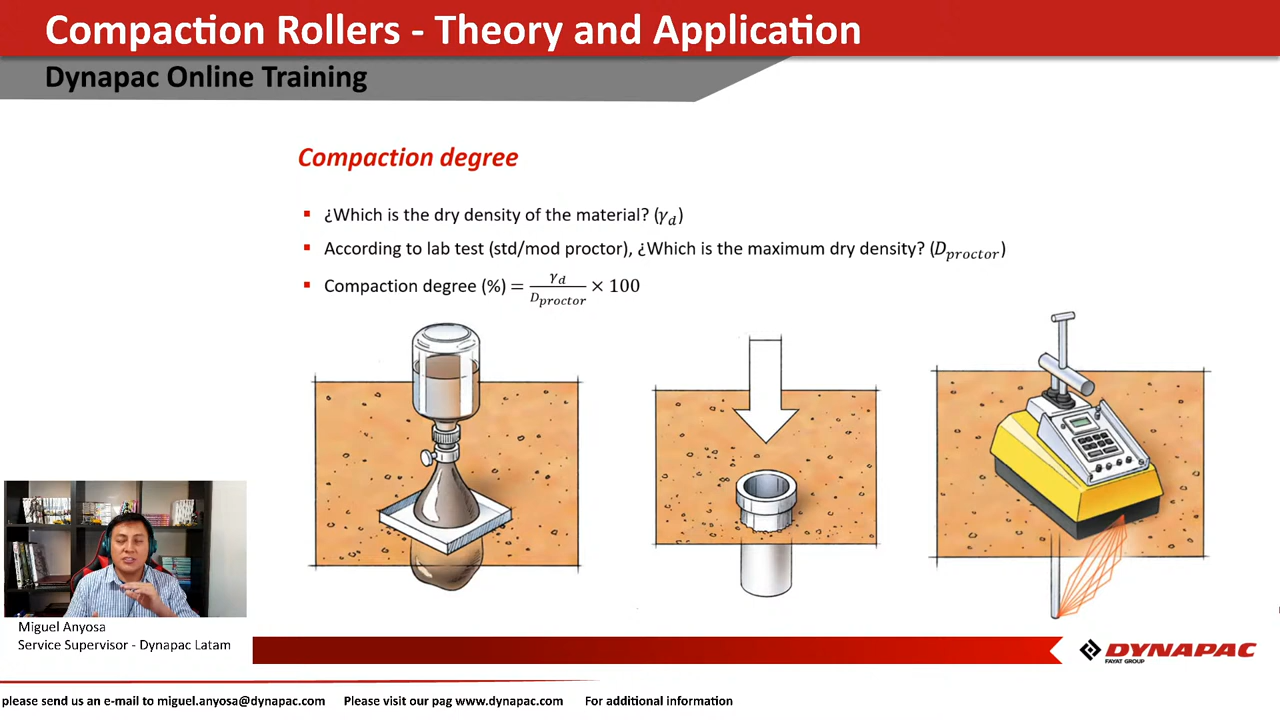 Compaction Rollers - Theory and Application
Dynapac Online Training
Compaction degree
¿Which is the dry density of the material? (γd)
According to lab test (std/mod proctor), ¿Which is the maximum dry density? (Dproctor)
Compaction degree (%) = γd / Dproctor × 100
Miguel Anyosa
Service Supervisor - Dynapac Latam
DYNAPAC
FAYAT GROUP
please send us an e-mail to miguel.anyosa@dynapac.com Please visit our pag www.dynapac.com For additional information